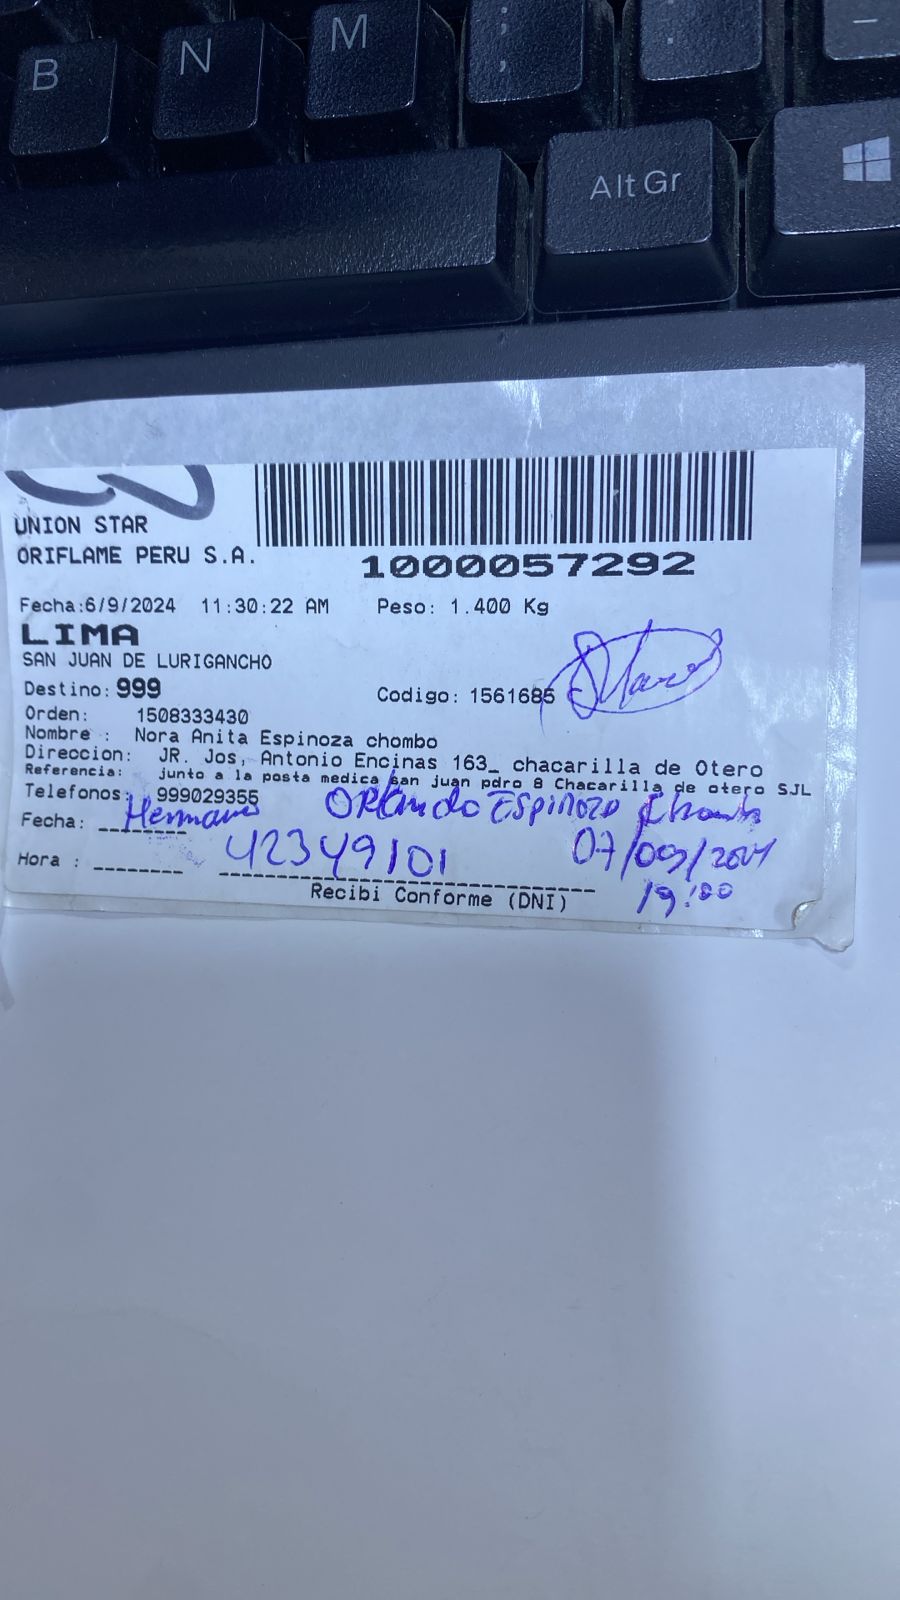 B N M ; , : . _ -
Alt Gr
UNION STAR
ORIFLAME PERU S.A.
1000057292
Fecha:6/9/2024 11:30:22 AM Peso: 1.400 Kg
LIMA
SAN JUAN DE LURIGANCHO
Destino: 999 Codigo: 1561685
Orden: 1508333430
Nombre : Nora Anita Espinoza chombo
Direccion: JR. Jos, Antonio Encinas 163_ chacarilla de Otero
Referencia: junto a la posta medica san juan pdro 8 Chacarilla de otero SJL
Telefonos: 999029355
Hermano Orlando Espinoza
Fecha:
42349101 07/09/2024
Hora :
Recibi Conforme (DNI) 19:00